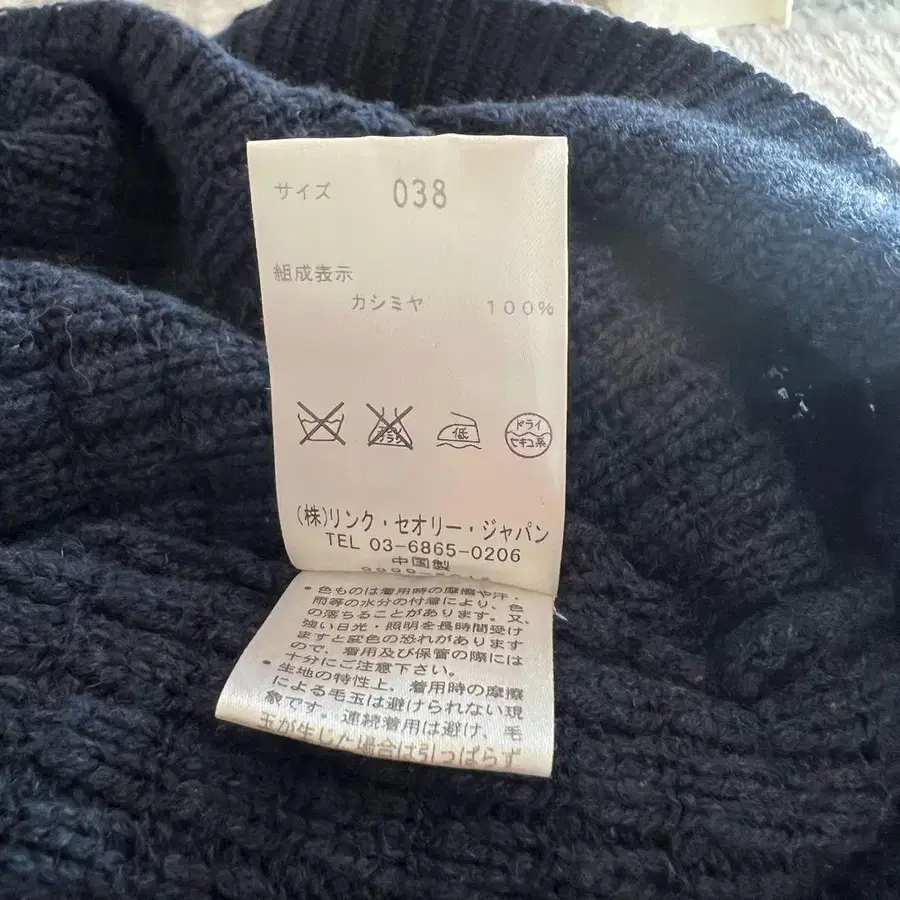 サイズ 038
組成表示
カシミヤ 100%
低
ドライ
セキユ系
(株)リンク・セオリー・ジャパン
TEL 03-6865-0206
中国製
・色ものは着用時の摩擦や汗・
雨等の水分の付着により、色
の落ちることがあります。又、
強い日光・照明を長時間受け
ますと変色の恐れがあります
ので、着用及び保管の際には
十分にご注意下さい。
・生地の特性上、着用時の摩擦
による毛玉は避けられない現
象です。連続着用は避け、毛
玉が生じた場合は引っぱらず